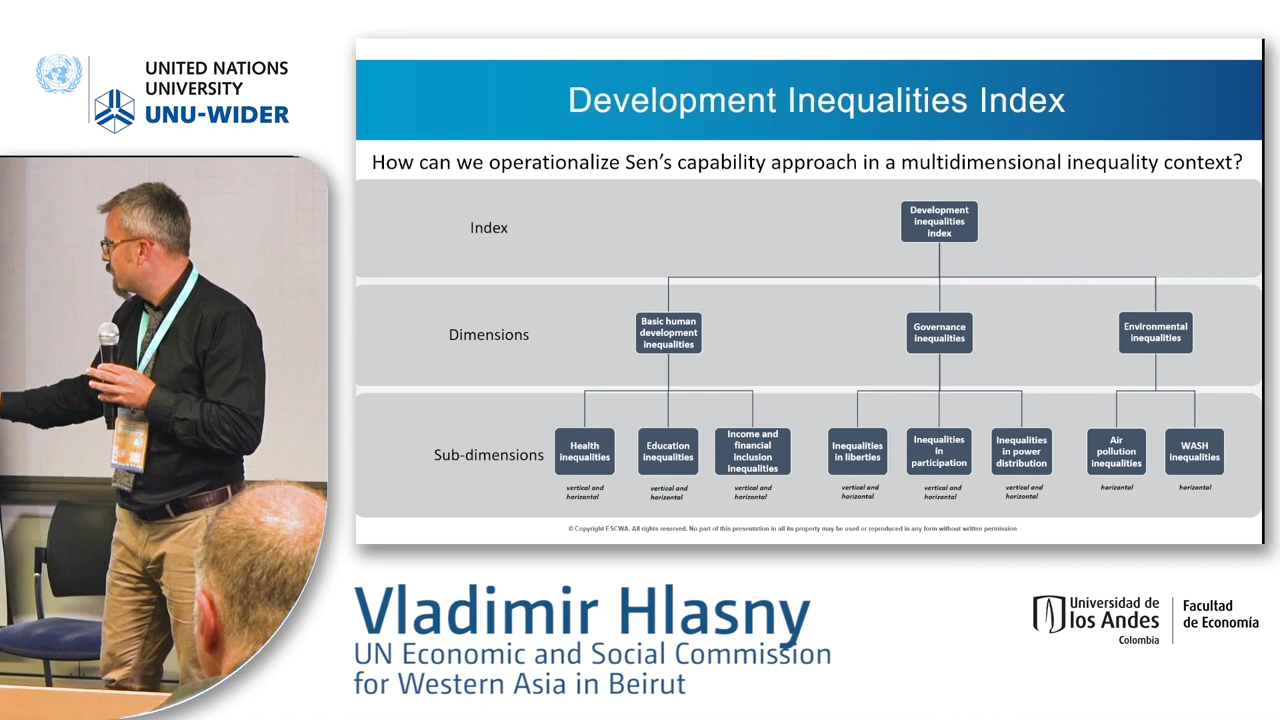 UNITED NATIONS
UNIVERSITY
UNU-WIDER
Development Inequalities Index
How can we operationalize Sen's capability approach in a multidimensional inequality context?
Index
Development
inequalities
index
Dimensions
Basic human
development
inequalities
Governance
inequalities
Environmental
inequalities
Sub-dimensions
Health
inequalities
Education
inequalities
Income and
financial
inclusion
inequalities
Inequalities
in liberties
Inequalities
in
participation
Inequalities
in power
distribution
Air
pollution
inequalities
WASH
inequalities
vertical and
horizontal
vertical and
horizontal
vertical and
horizontal
vertical and
horizontal
vertical and
horizontal
vertical and
horizontal
horizontal
horizontal
© Copyright ESCWA. All rights reserved. No part of this presentation in all its property may be used or reproduced in any form without written permission
Vladimir Hlasny
UN Economic and Social Commission
for Western Asia in Beirut
Universidad de
los Andes
Colombia
Facultad
de Economía